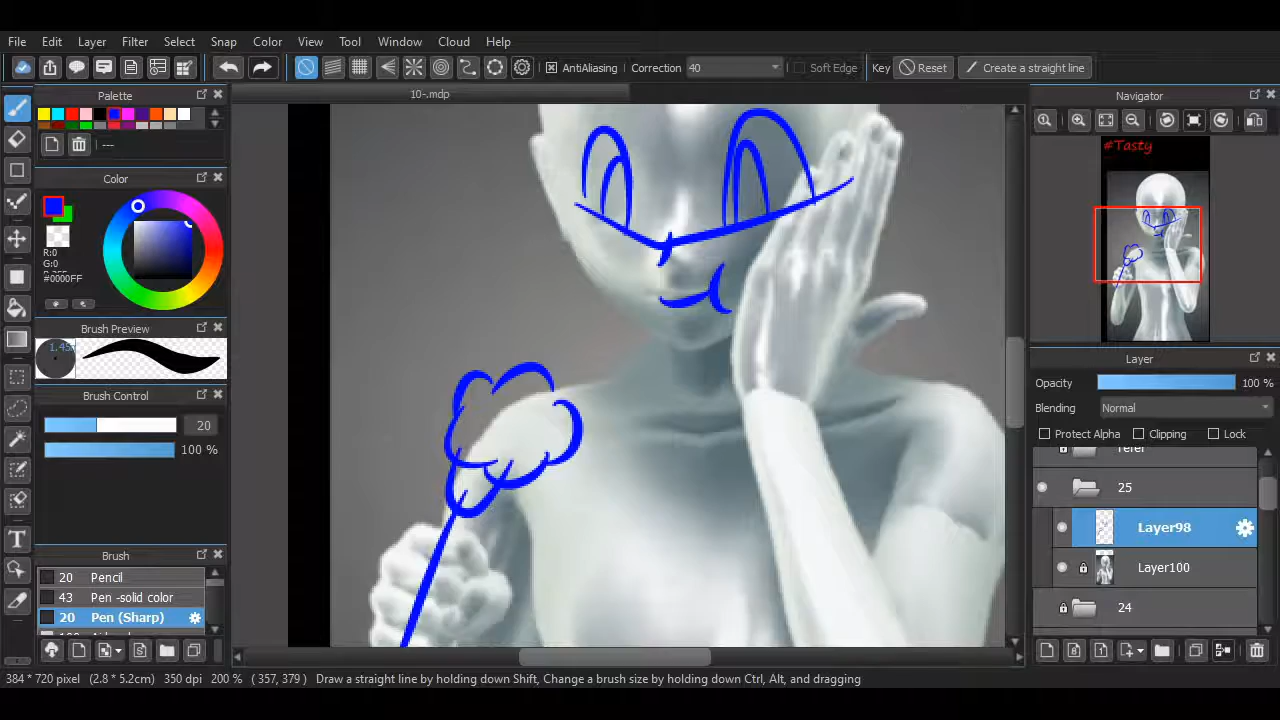 File Edit Layer Filter Select Snap Color View Tool Window Cloud Help
AntiAliasing Correction 40 Soft Edge Key Reset Create a straight line
Palette
10-.mdp
Navigator
---
#Tasty
Color
R:0
G:0
#0000FF
Brush Preview
1.45
Layer
Opacity 100 %
Brush Control
Blending Normal
20
Protect Alpha Clipping Lock
100 %
refer
25
Layer98
Brush
Layer100
20 Pencil
43 Pen -solid color
24
20 Pen (Sharp)
384 * 720 pixel (2.8 * 5.2cm) 350 dpi 200 % ( 357, 379 ) Draw a straight line by holding down Shift, Change a brush size by holding down Ctrl, Alt, and dragging